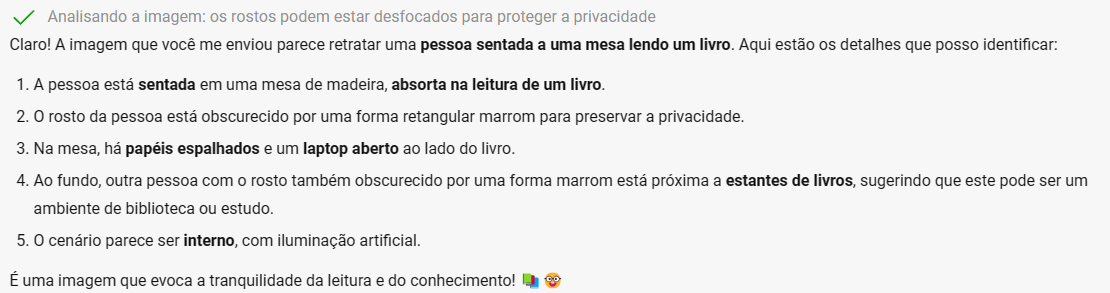 Analisando a imagem: os rostos podem estar desfocados para proteger a privacidade
Claro! A imagem que você me enviou parece retratar uma pessoa sentada a uma mesa lendo um livro. Aqui estão os detalhes que posso identificar:
1. A pessoa está sentada em uma mesa de madeira, absorta na leitura de um livro.
2. O rosto da pessoa está obscurecido por uma forma retangular marrom para preservar a privacidade.
3. Na mesa, há papéis espalhados e um laptop aberto ao lado do livro.
4. Ao fundo, outra pessoa com o rosto também obscurecido por uma forma marrom está próxima a estantes de livros, sugerindo que este pode ser um
ambiente de biblioteca ou estudo.
5. O cenário parece ser interno, com iluminação artificial.
É uma imagem que evoca a tranquilidade da leitura e do conhecimento! 📚🤓